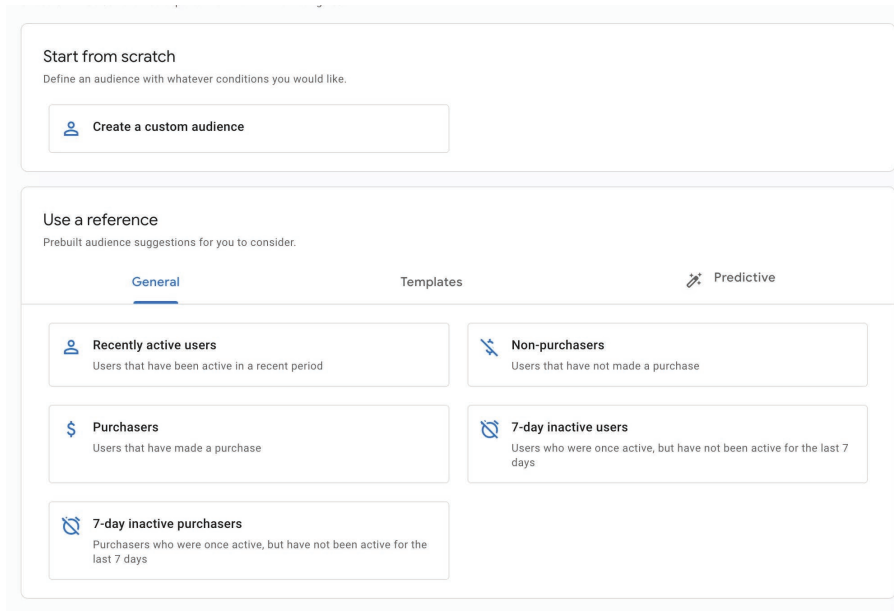 Start from scratch
Define an audience with whatever conditions you would like.
Create a custom audience
Use a reference
Prebuilt audience suggestions for you to consider.
General
Templates
Predictive
Recently active users
Users that have been active in a recent period
Non-purchasers
Users that have not made a purchase
Purchasers
Users that have made a purchase
7-day inactive users
Users who were once active, but have not been active for the last 7
days
7-day inactive purchasers
Purchasers who were once active, but have not been active for the
last 7 days